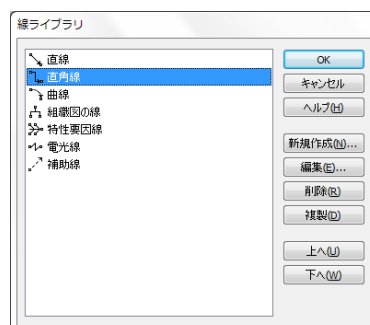 線ライブラリ
直線
直角線
曲線
組織図の線
特性要因線
電光線
補助線
OK
キャンセル
ヘルプ(H)
新規作成(N)...
編集(E)...
削除(R)
複製(D)
上へ(U)
下へ(W)